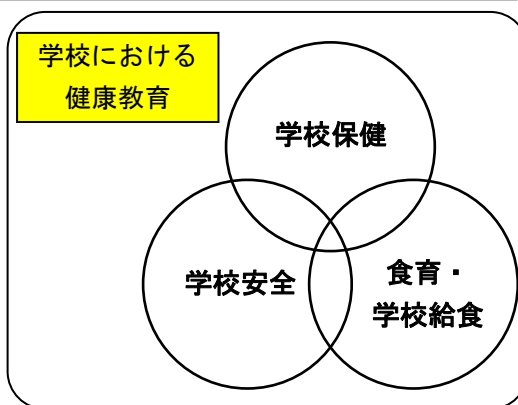 学校における
健康教育
学校保健
学校安全
食育・
学校給食